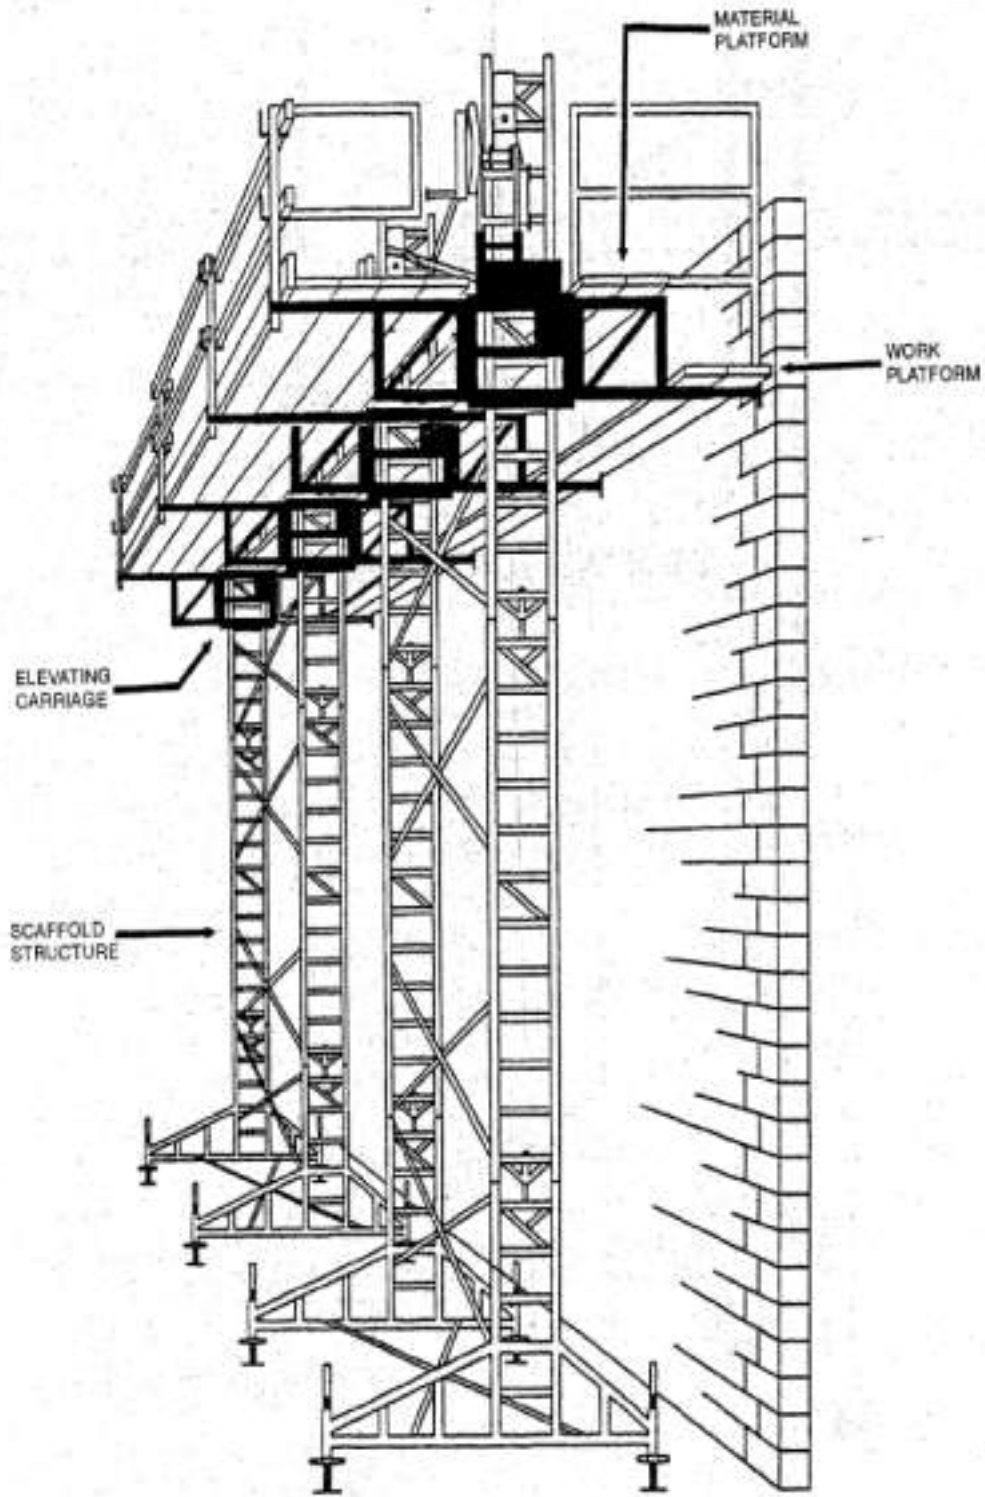 MATERIAL
PLATFORM
WORK
PLATFORM
ELEVATING
CARRIAGE
SCAFFOLD
STRUCTURE